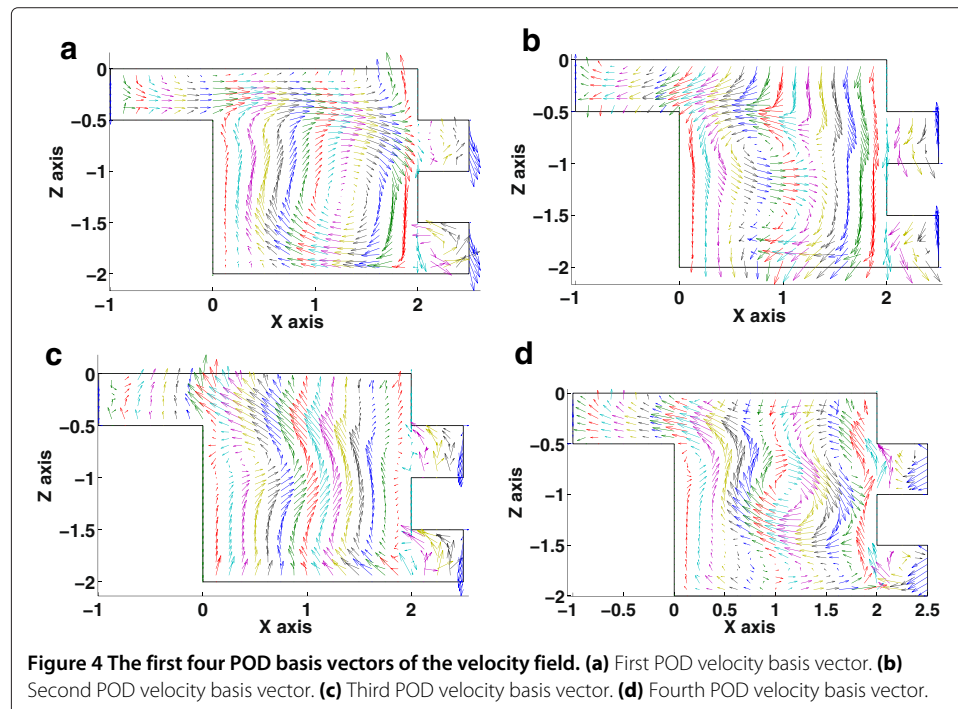 a
0
−0.5
−1
−1.5
−2
Z axis
−1
0
1
2
X axis
b
0
−0.5
−1
−1.5
−2
Z axis
−1
0
1
2
X axis
c
0
−0.5
−1
−1.5
−2
Z axis
−1
0
1
2
X axis
d
0
−0.5
−1
−1.5
−2
Z axis
−1
−0.5
0
0.5
1
1.5
2
2.5
X axis
Figure 4 The first four POD basis vectors of the velocity field. (a) First POD velocity basis vector. (b)
Second POD velocity basis vector. (c) Third POD velocity basis vector. (d) Fourth POD velocity basis vector.